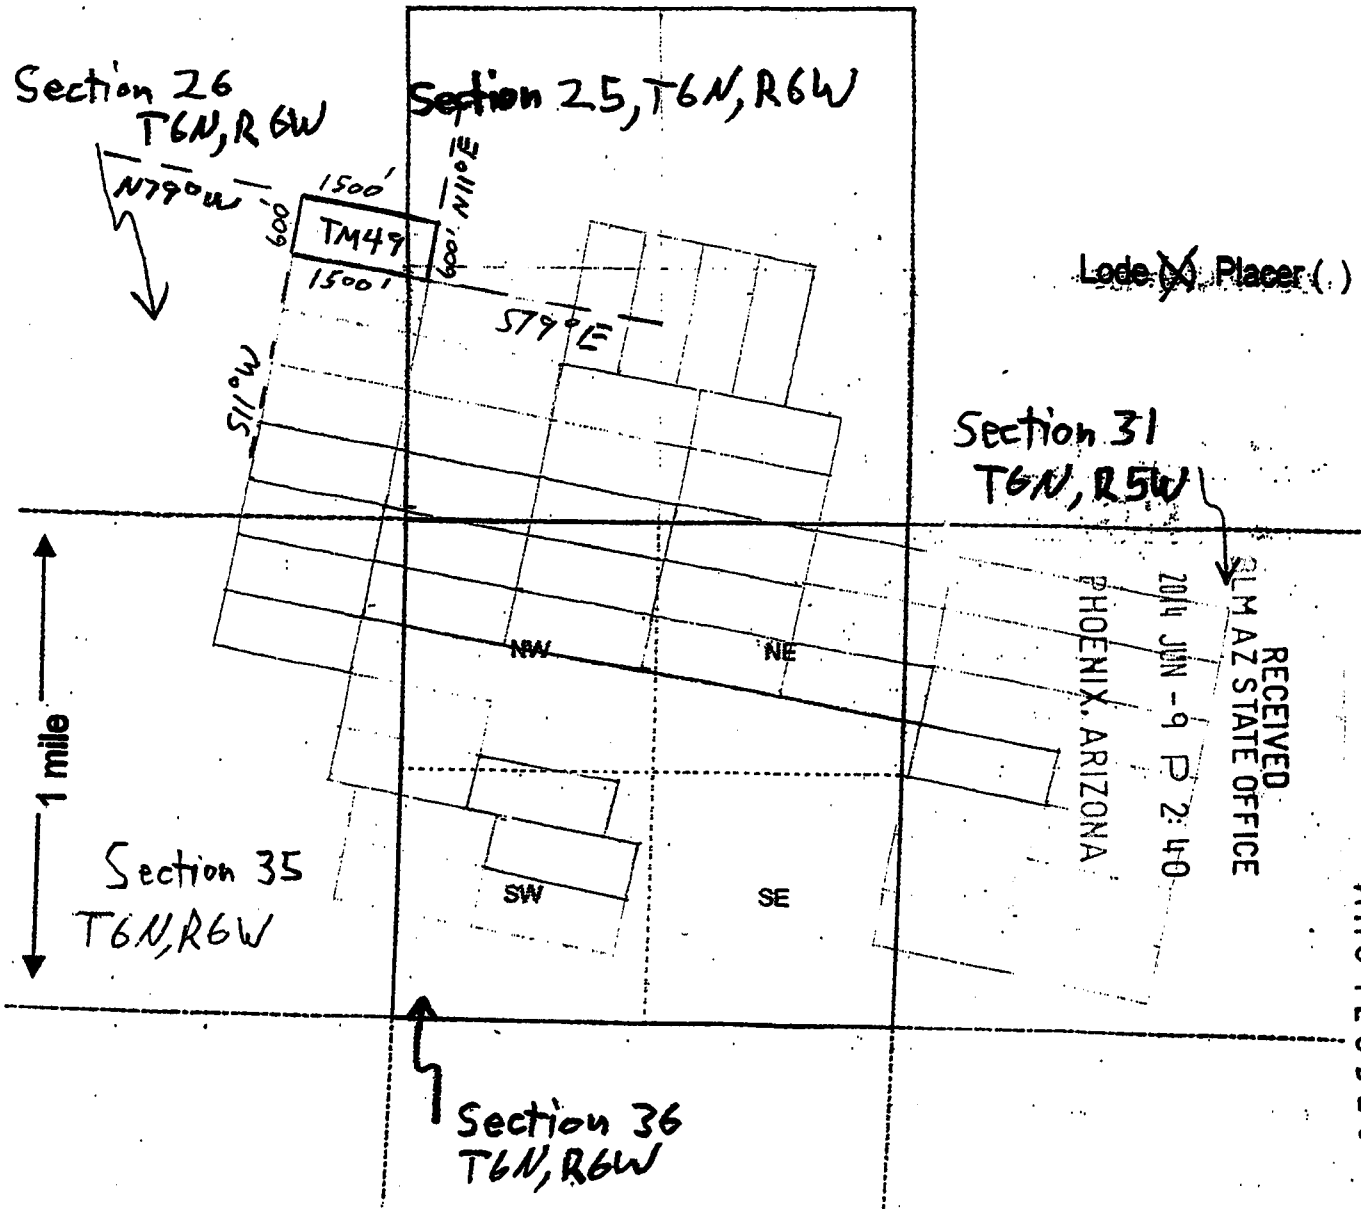 Section 26
T6N, R6W
Section 25, T6N, R6W
N79°W
1500'
N11°E
600'
TM49
600'
1500'
S79°E
Lode (X) Placer ( )
S11°W
Section 31
T6N, R5W
RECEIVED
BLM AZ STATE OFFICE
2014 JUN -9 P 2:40
PHOENIX, ARIZONA
NW
NE
1 mile
Section 35
T6N, R6W
SW
SE
Section 36
T6N, R6W